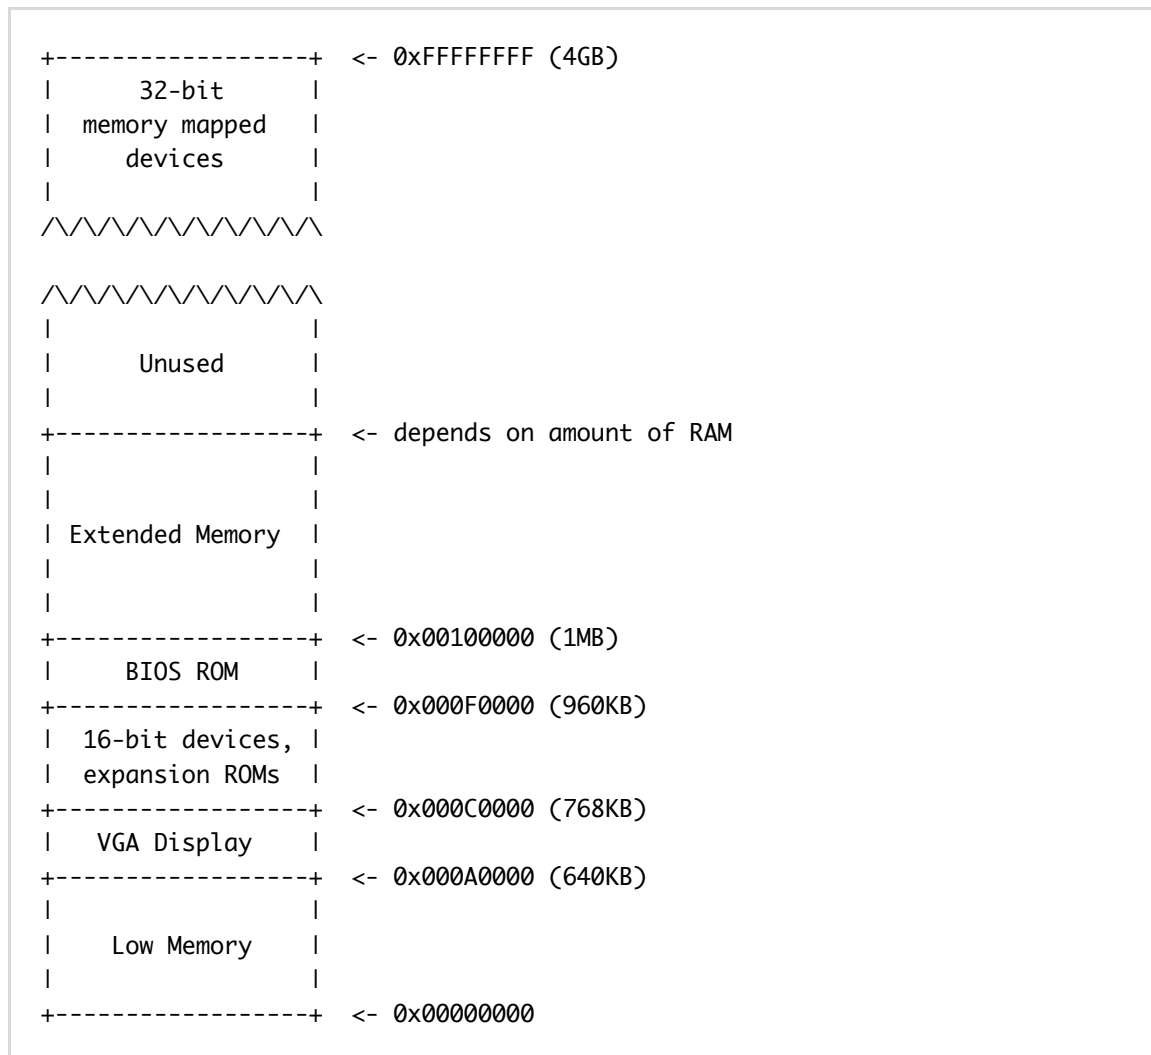 +------------------+  <- 0xFFFFFFFF (4GB)
|      32-bit      |
|  memory mapped   |
|     devices      |
|                  |
/\/\/\/\/\/\/\/\/\/\

/\/\/\/\/\/\/\/\/\/\
|                  |
|      Unused      |
|                  |
+------------------+  <- depends on amount of RAM
|                  |
|                  |
| Extended Memory  |
|                  |
|                  |
+------------------+  <- 0x00100000 (1MB)
|     BIOS ROM     |
+------------------+  <- 0x000F0000 (960KB)
|  16-bit devices, |
|  expansion ROMs  |
+------------------+  <- 0x000C0000 (768KB)
|   VGA Display    |
+------------------+  <- 0x000A0000 (640KB)
|                  |
|    Low Memory    |
|                  |
+------------------+  <- 0x00000000